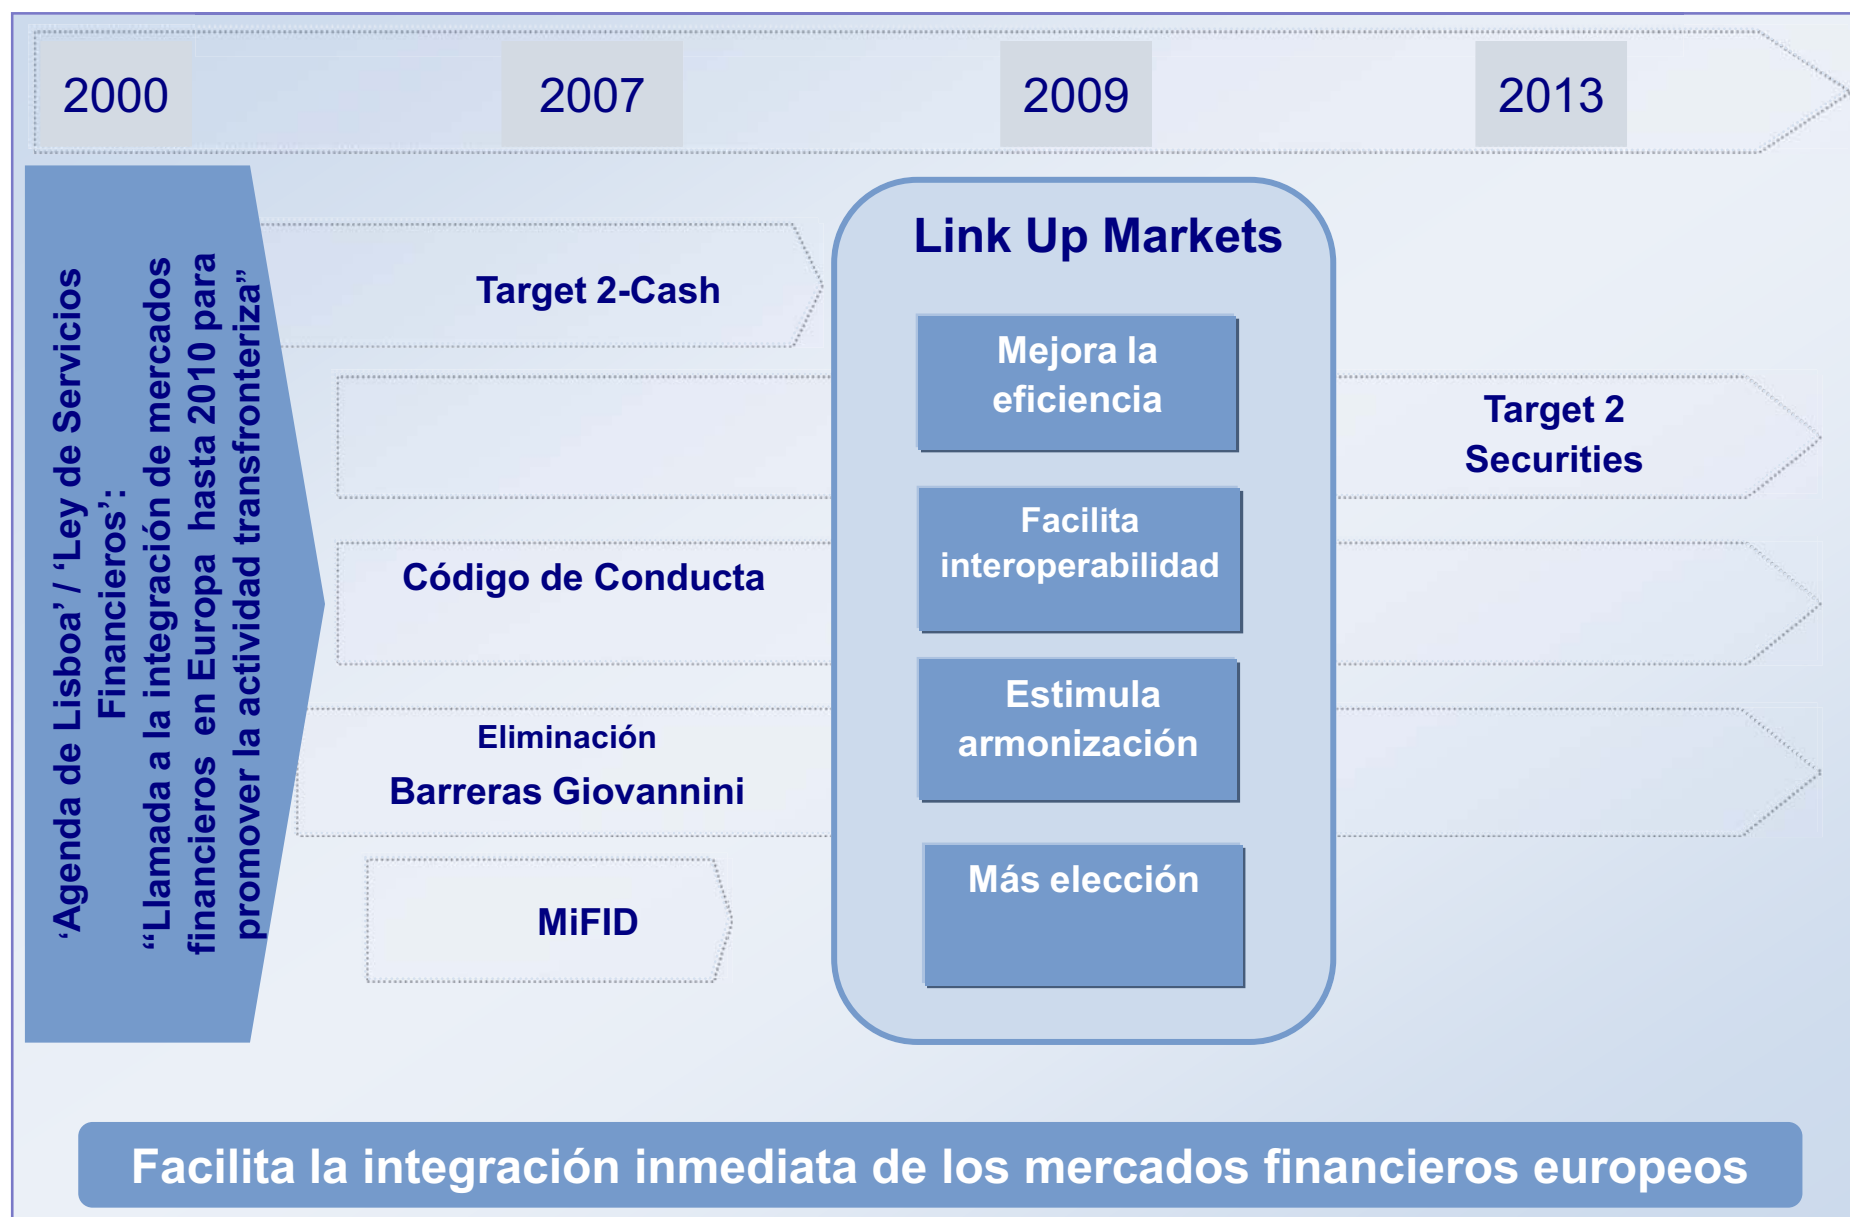 2000
2007
2009
2013
‘Agenda de Lisboa’ / ‘Ley de Servicios
Financieros’:
“Llamada a la integración de mercados
financieros en Europa hasta 2010 para
promover la actividad transfronteriza”
Target 2-Cash
Código de Conducta
Eliminación
Barreras Giovannini
MiFID
Link Up Markets
Mejora la
eficiencia
Facilita
interoperabilidad
Estimula
armonización
Más elección
Target 2
Securities
Facilita la integración inmediata de los mercados financieros europeos